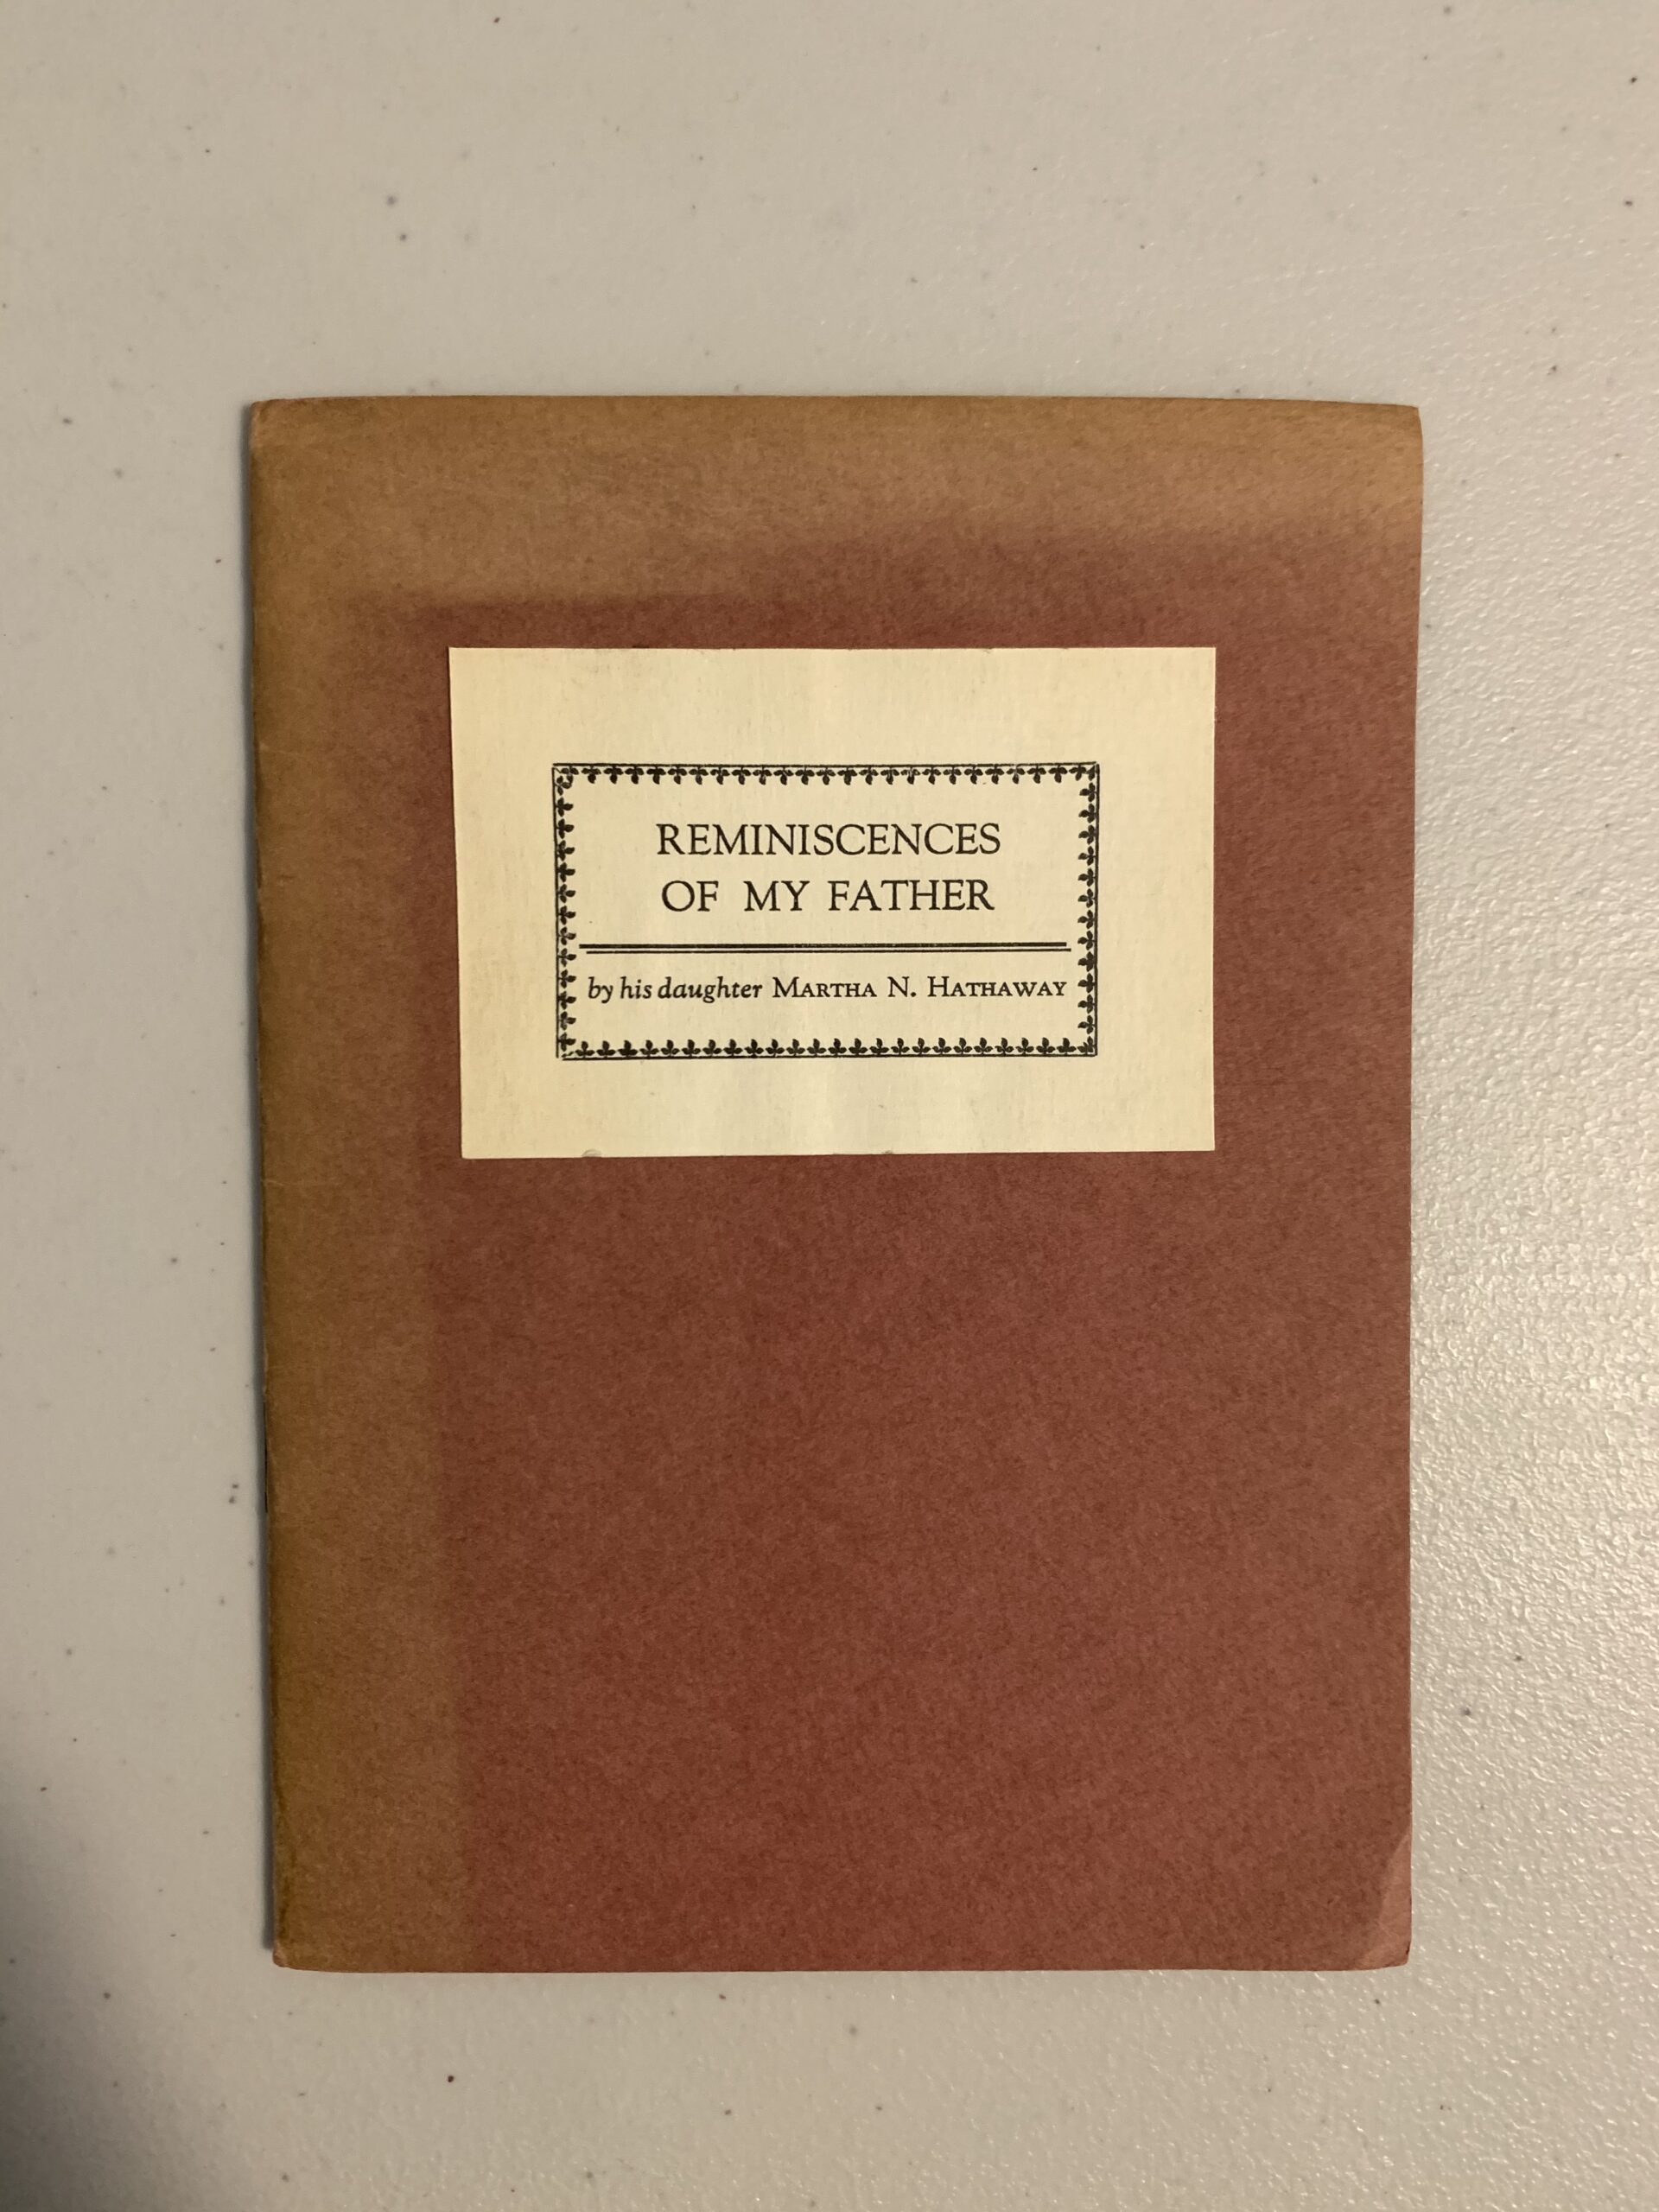 REMINISCENCES
OF MY FATHER
by his daughter MARTHA N. HATHAWAY